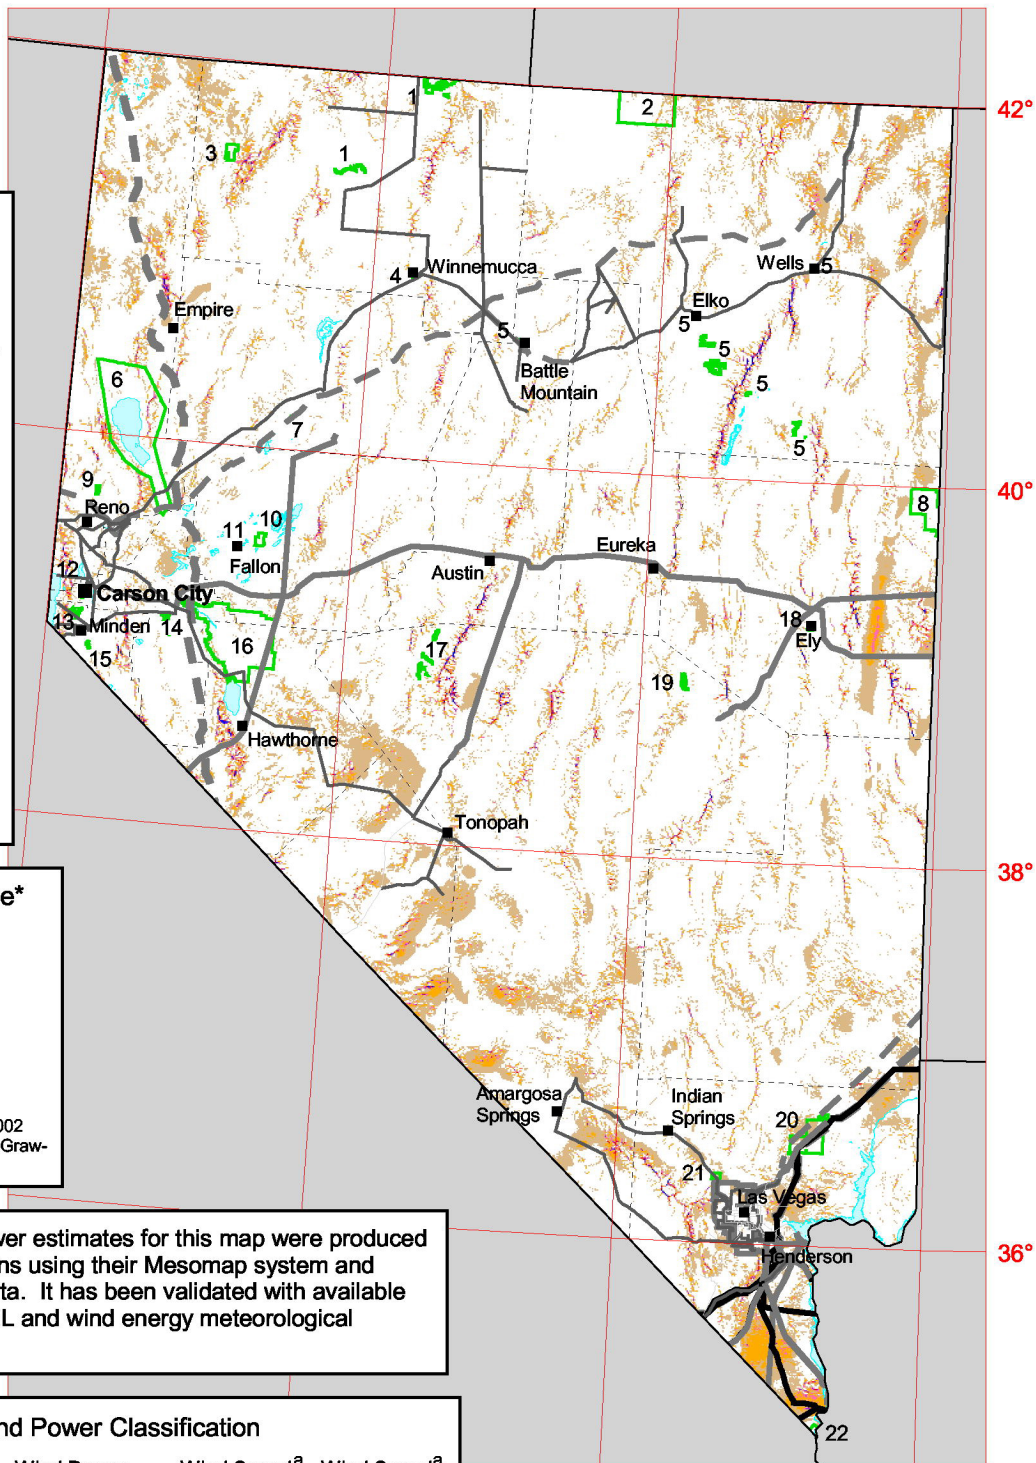 42°
2
1
3
1
Wells
5
Winnemucca
4
Elko
Empire
5
5
5
Battle
Mountain
6
5
7
5
40°
9
8
Reno
10
11
Eureka
Fallon
Austin
12
Carson City
18
13
Minden
14
16
17
Ely
15
19
Hawthorne
Tonopah
38°
e*
Amargosa
Springs
Indian
Springs
20
002
Graw-
21
Las Vegas
wer estimates for this map were produced
ns using their Mesomap system and
ta. It has been validated with available
L and wind energy meteorological
Henderson
36°
nd Power Classification
22